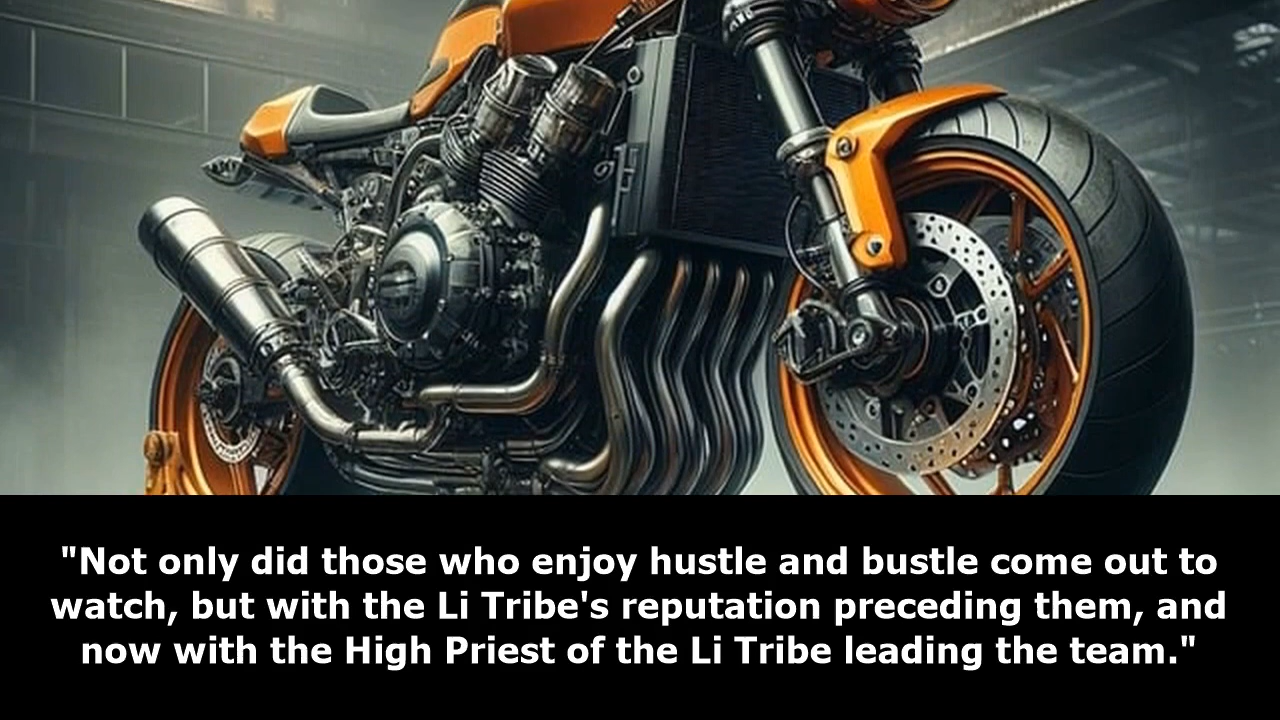 "Not only did those who enjoy hustle and bustle come out to
watch, but with the Li Tribe's reputation preceding them, and
now with the High Priest of the Li Tribe leading the team."